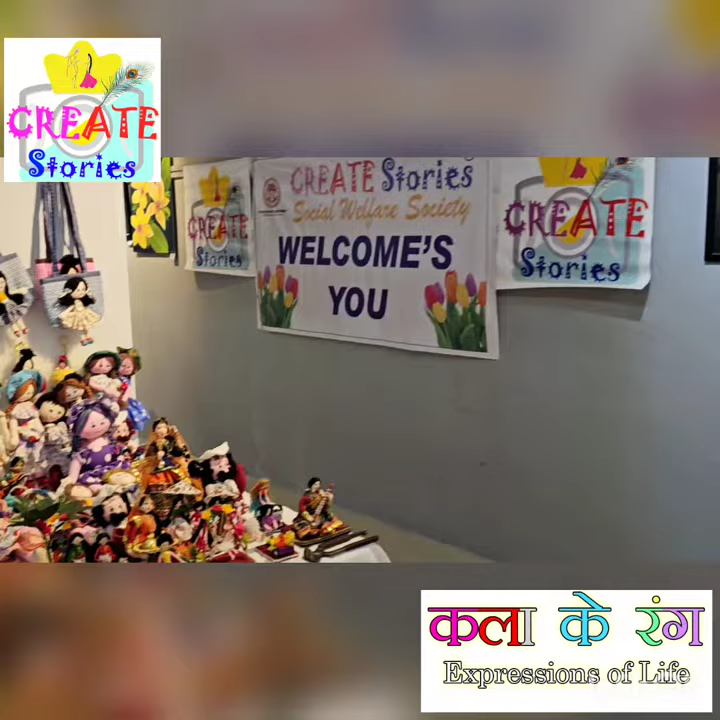 CREATE
Stories
CREATE
Stories
CREATE Stories
Social Welfare Society
WELCOME'S
YOU
CREATE
Stories
कला के रंग
Expressions of Life